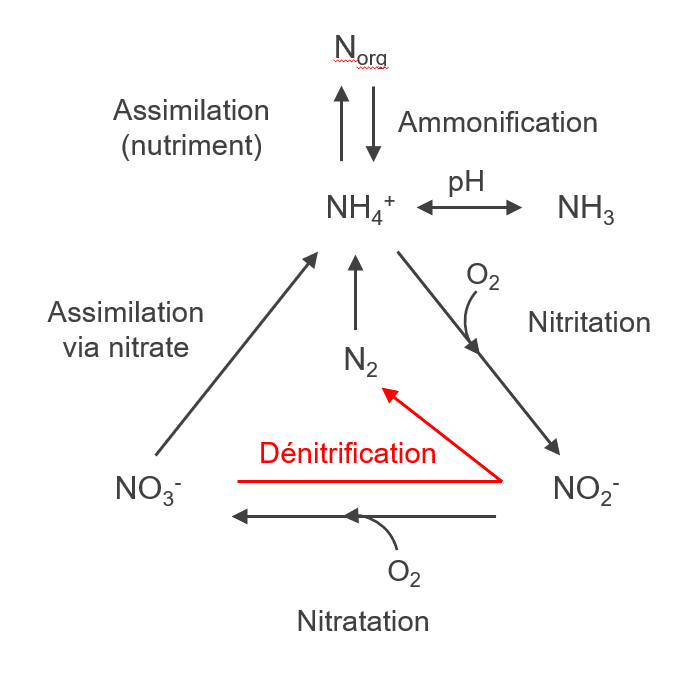 Norg
Assimilation
(nutriment)
Ammonification
pH
NH4+
NH3
O2
Assimilation
via nitrate
Nitritation
N2
Dénitrification
NO3-
NO2-
O2
Nitratation